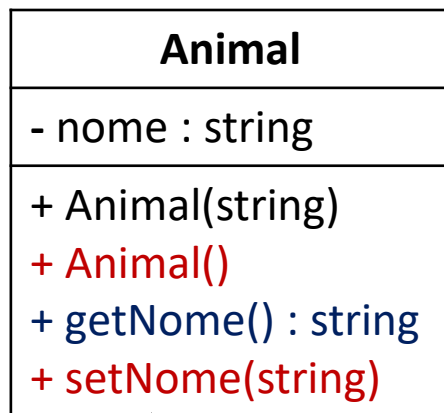 Animal
- nome : string
+ Animal(string)
+ Animal()
+ getNome() : string
+ setNome(string)